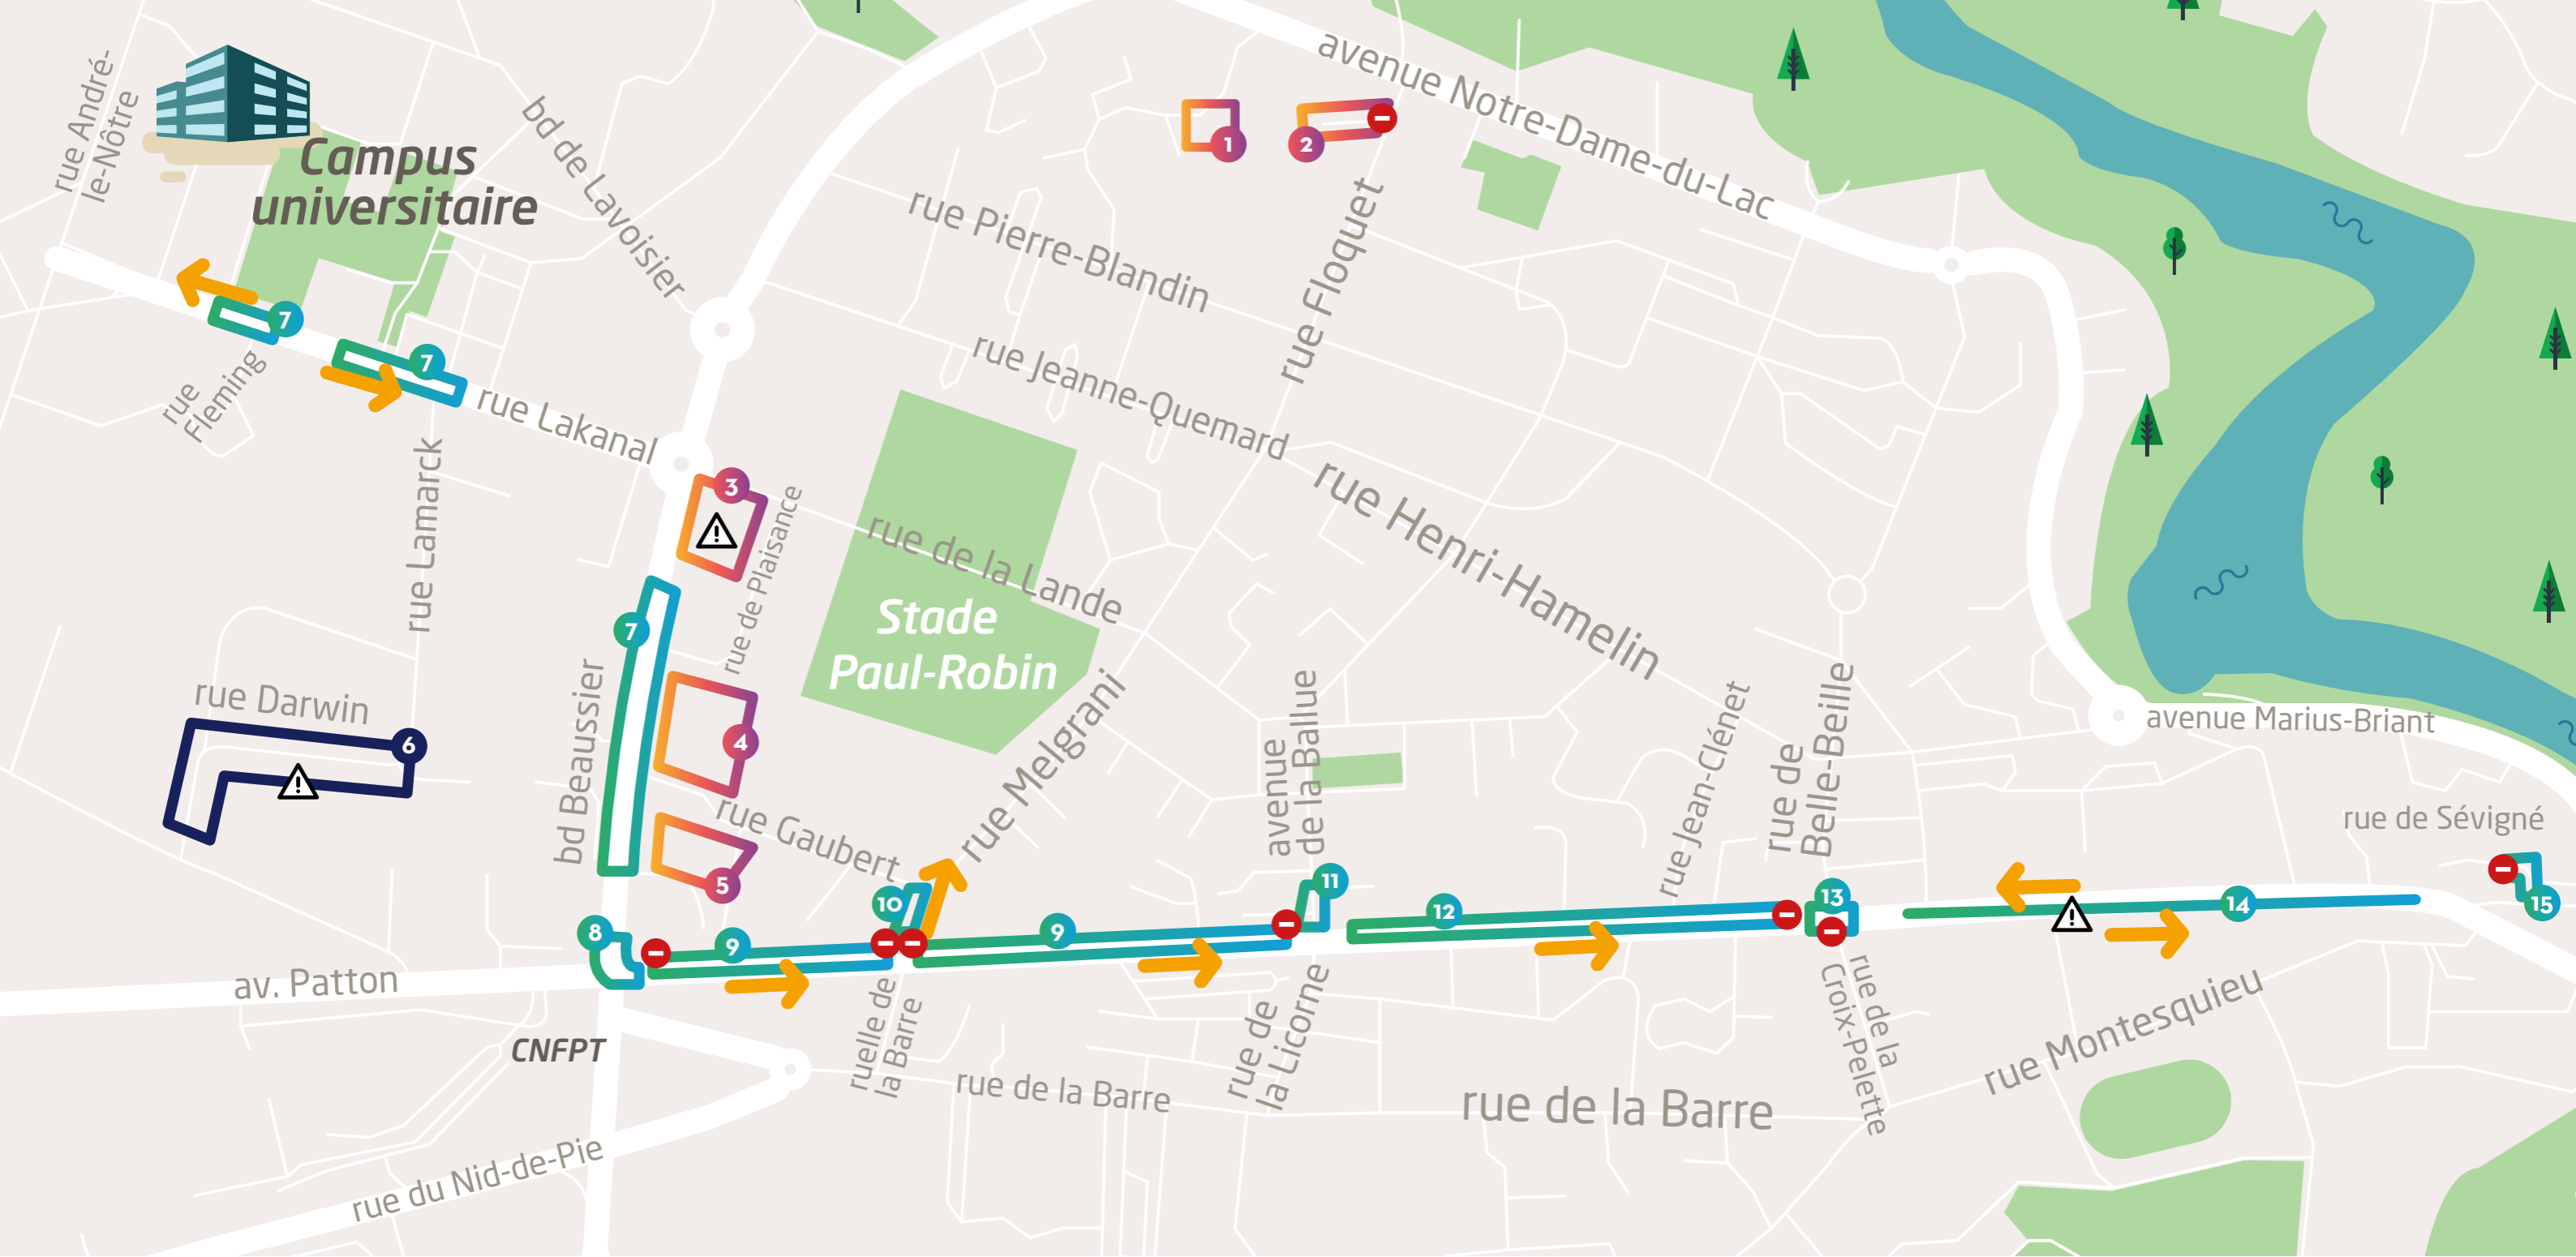 rue André-
le-Nôtre
Campus
universitaire
bd de Lavoisier
avenue Notre-Dame-du-Lac
1
2
rue Pierre-Blandin
rue Floquet
7
7
rue
Fleming
rue Lakanal
rue Jeanne-Quemard
rue Henri-Hamelin
rue Lamarck
3
rue de Plaisance
rue de la Lande
Stade
Paul-Robin
7
rue Darwin
6
bd Beaussier
4
rue Gaubert
5
rue Melgrani
avenue
de la Ballue
rue Jean-Clénet
rue de
Belle-Beille
avenue Marius-Briant
rue de Sévigné
8
9
10
9
11
12
13
14
15
av. Patton
CNFPT
ruelle de
la Barre
rue de la Barre
rue de
la Licorne
rue de la Barre
rue de la
Croix-Pelette
rue Montesquieu
rue du Nid-de-Pie